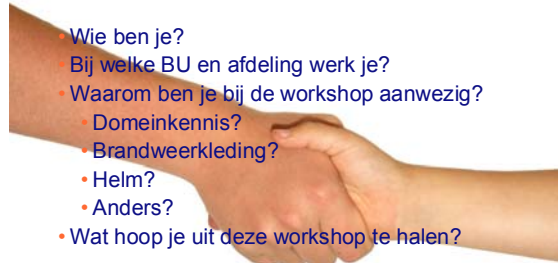 • Wie ben je?
• Bij welke BU en afdeling werk je?
• Waarom ben je bij de workshop aanwezig?
• Domeinkennis?
• Brandweerkleding?
• Helm?
• Anders?
• Wat hoop je uit deze workshop te halen?